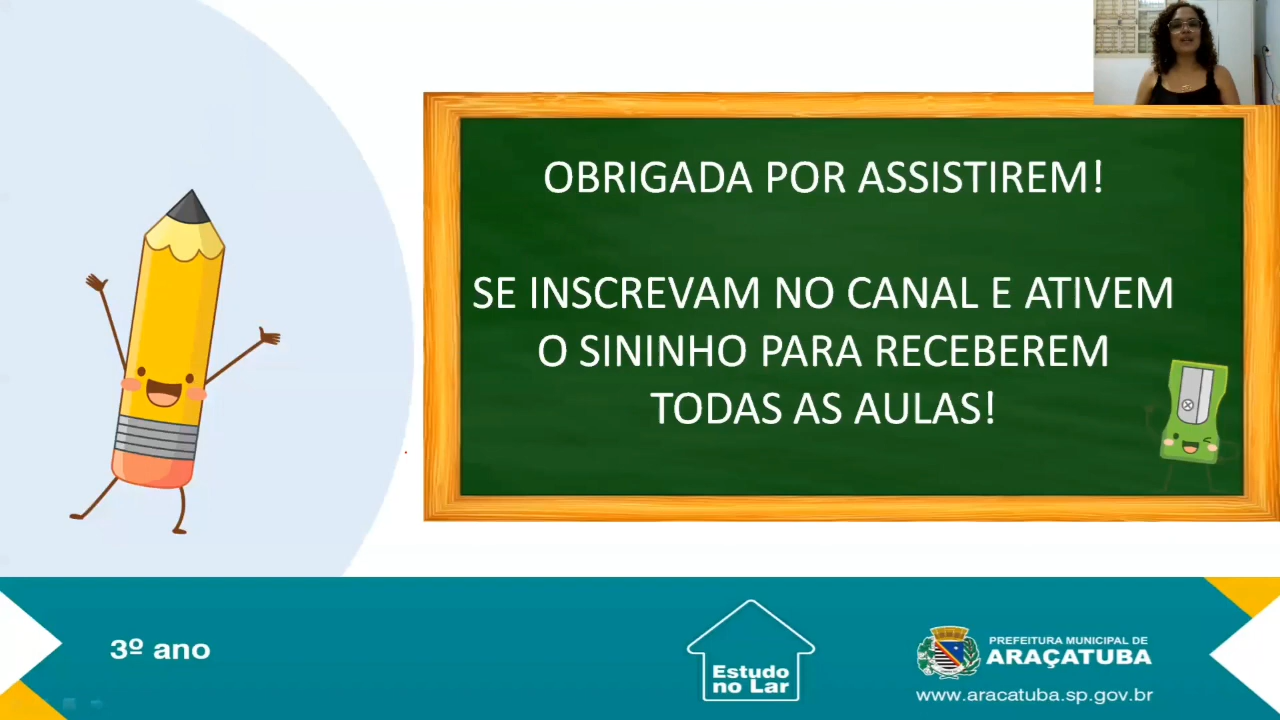 OBRIGADA POR ASSISTIREM!
SE INSCREVAM NO CANAL E ATIVEM
O SININHO PARA RECEBEREM
TODAS AS AULAS!
3º ano
Estudo
no Lar
PREFEITURA MUNICIPAL DE
ARAÇATUBA
www.aracatuba.sp.gov.br